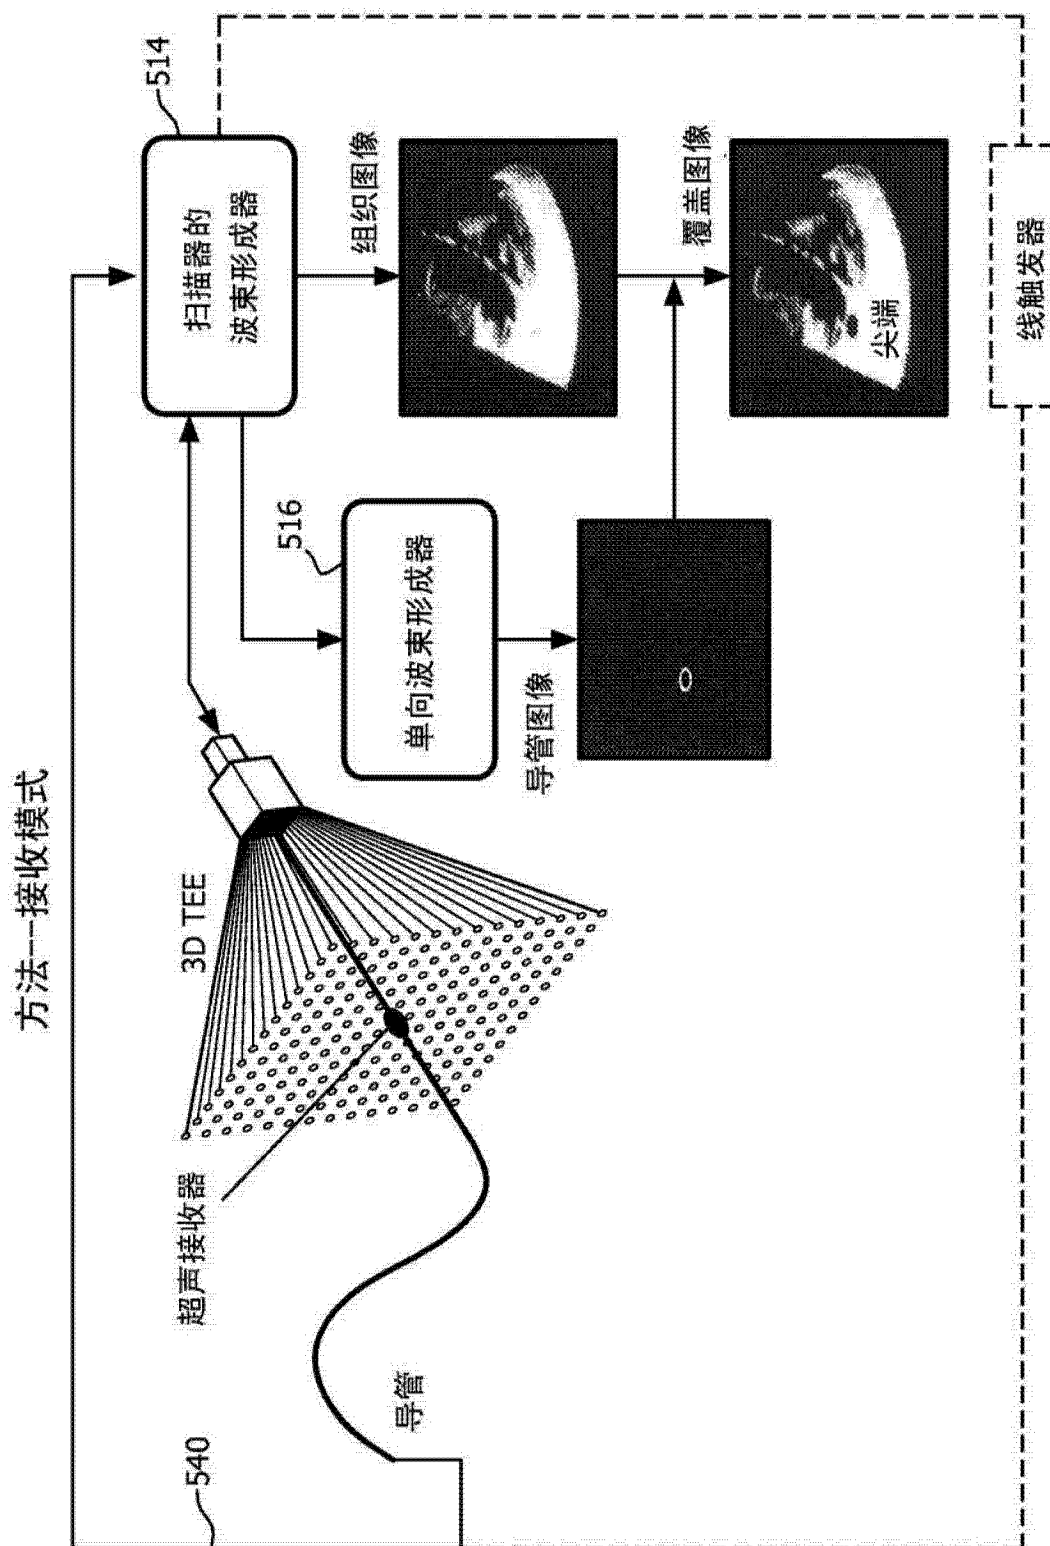 方法--接收模式
540
导管
超声接收器
3D TEE
514
扫描器的
波束形成器
516
单向波束形成器
组织图像
导管图像
覆盖图像
尖端
线触发器